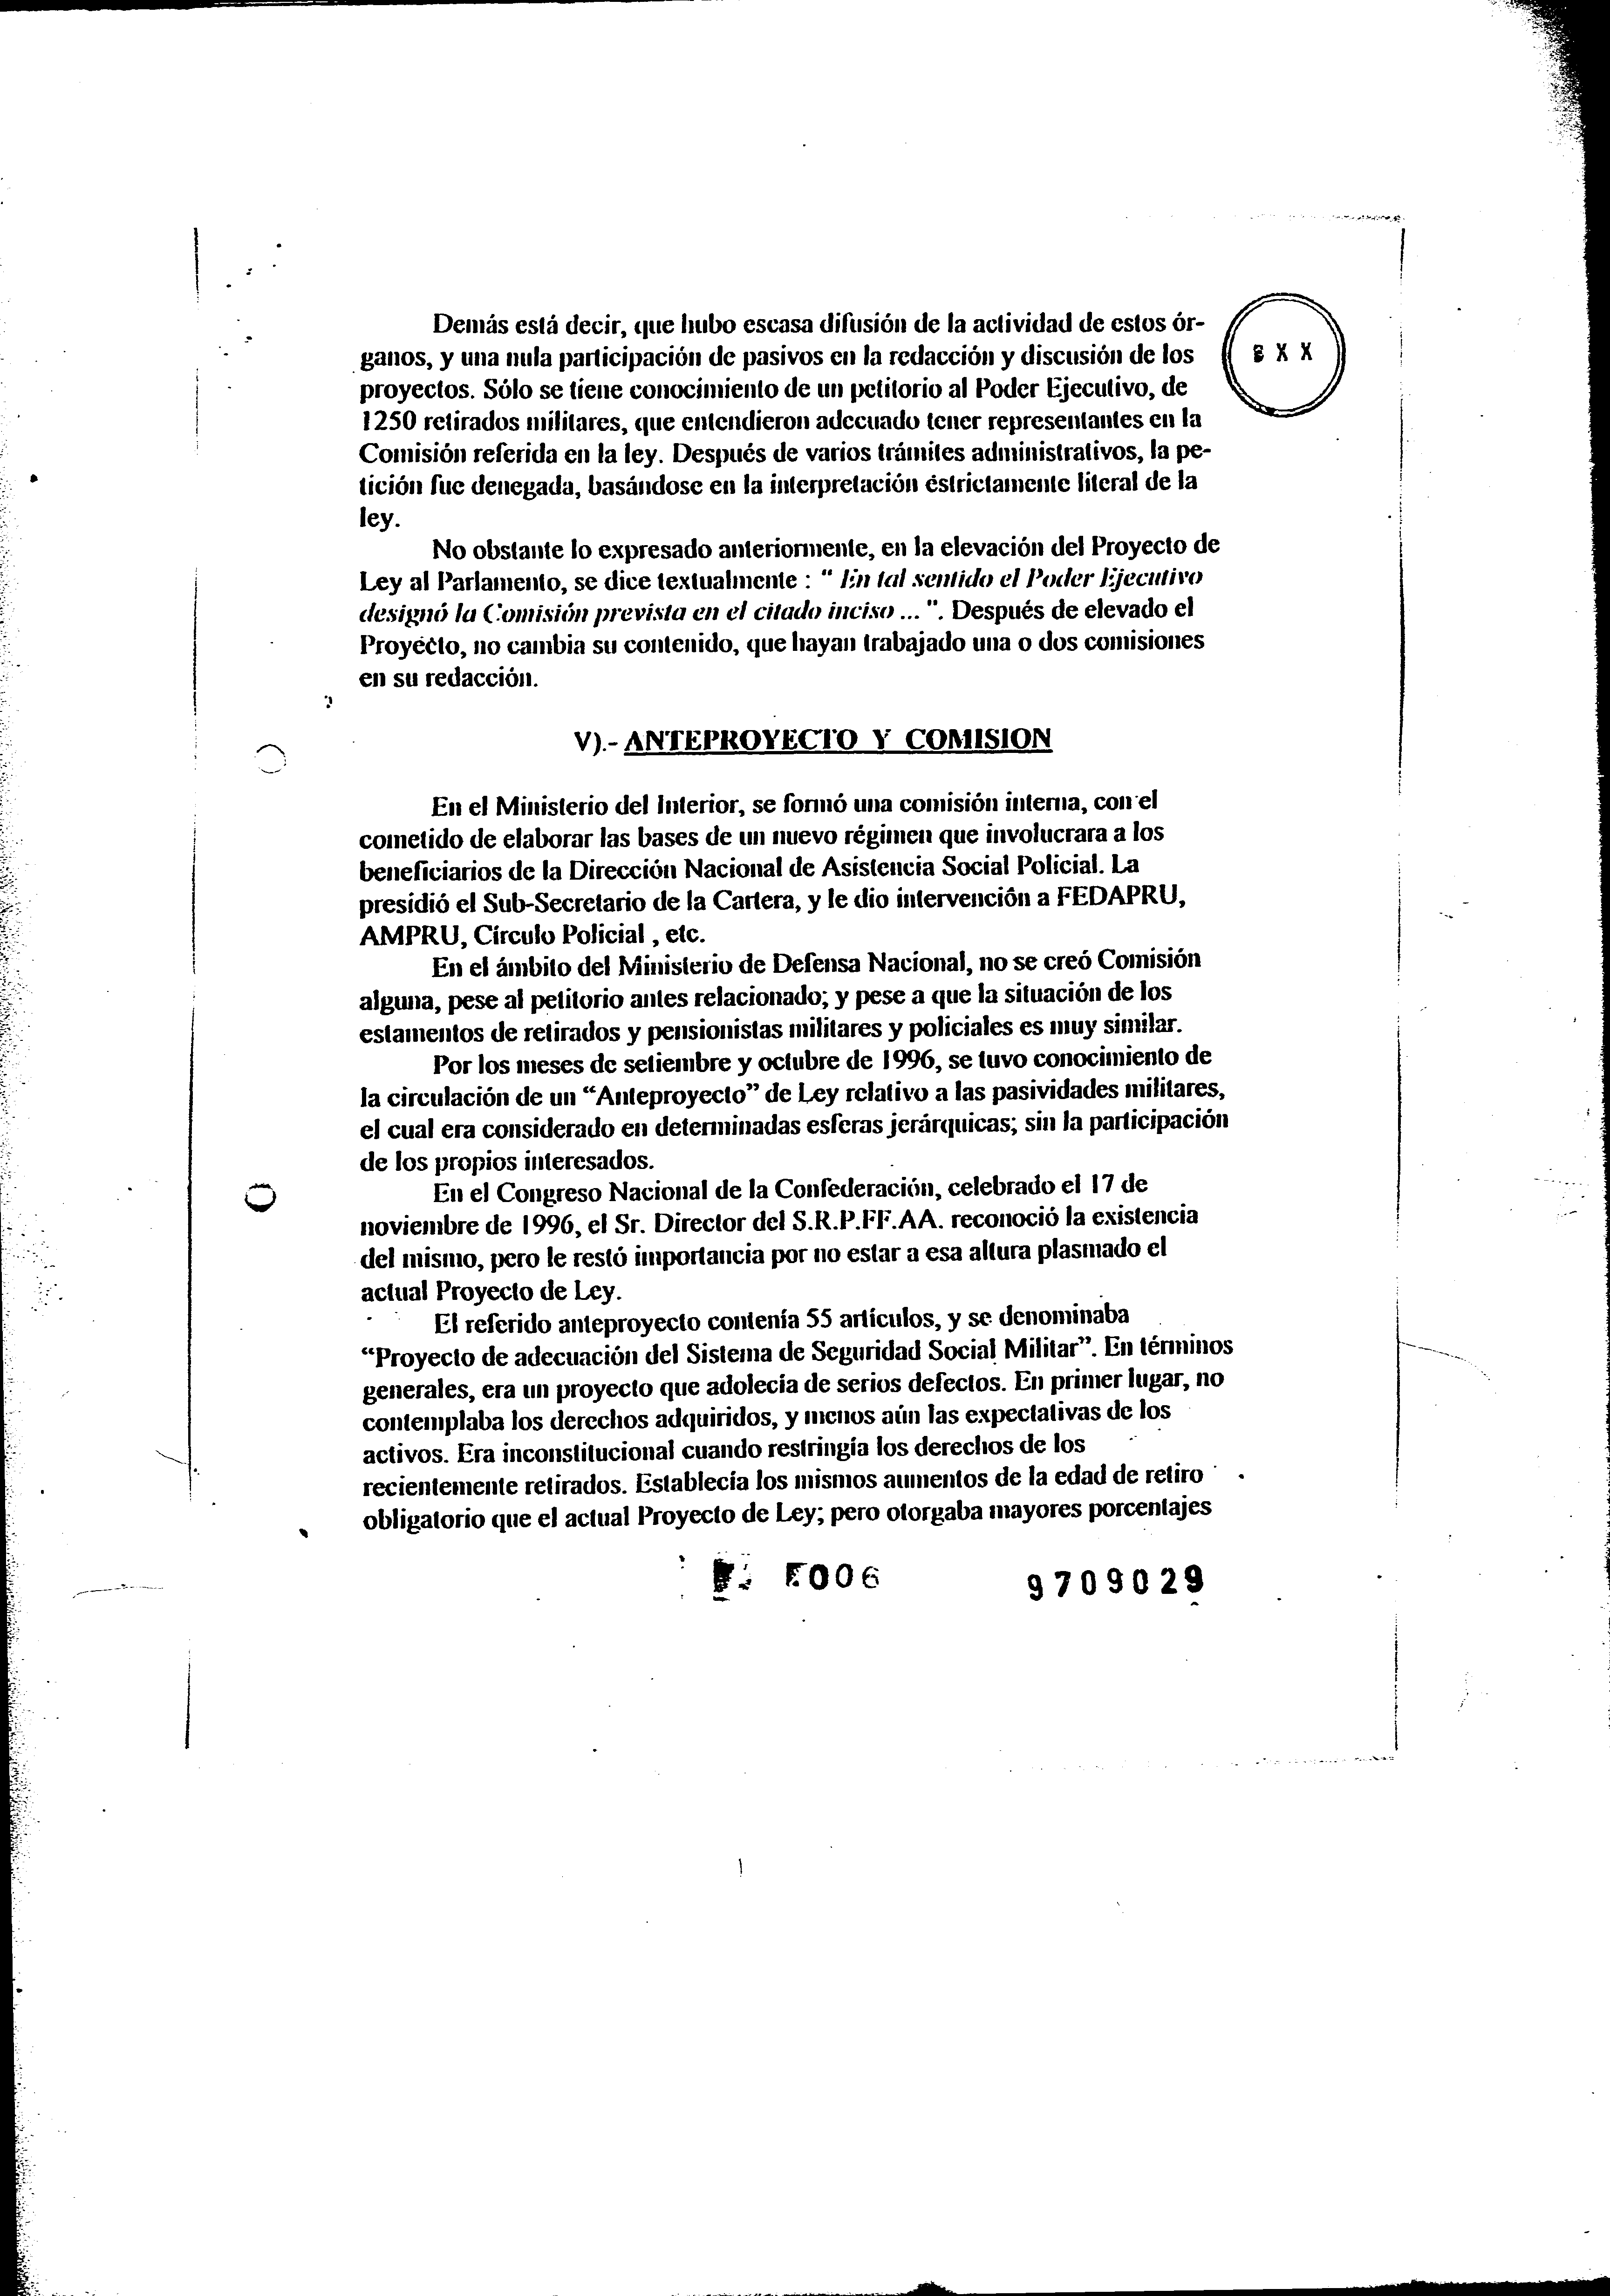 Demás está decir, que hubo escasa difusión de la actividad de estos ór-
ganos, y una nula participación de pasivos en la redacción y discusión de los
proyectos. Sólo se tiene conocimiento de un petitorio al Poder Ejecutivo, de
1250 retirados militares, que entendieron adecuado tener representantes en la
Comisión referida en la ley. Después de varios trámites administrativos, la pe-
tición fue denegada, basándose en la interpretación éstrictamente literal de la
ley.
No obstante lo expresado anteriormente, en la elevación del Proyecto de
Ley al Parlamento, se dice textualmente : " En tal sentido el Poder Ejecutivo
designó la Comisión prevista en el citado inciso ... ". Después de elevado el
Proyecto, no cambia su contenido, que hayan trabajado una o dos comisiones
en su redacción.
V).- ANTEPROYECTO Y COMISION
En el Ministerio del Interior, se formó una comisión interna, con el
cometido de elaborar las bases de un nuevo régimen que involucrara a los
beneficiarios de la Dirección Nacional de Asistencia Social Policial. La
presidió el Sub-Secretario de la Cartera, y le dio intervención a FEDAPRU,
AMPRU, Círculo Policial , etc.
En el ámbito del Ministerio de Defensa Nacional, no se creó Comisión
alguna, pese al petitorio antes relacionado; y pese a que la situación de los
estamentos de retirados y pensionistas militares y policiales es muy similar.
Por los meses de setiembre y octubre de 1996, se tuvo conocimiento de
la circulación de un “Anteproyecto” de Ley relativo a las pasividades militares,
el cual era considerado en determinadas esferas jerárquicas; sin la participación
de los propios interesados.
En el Congreso Nacional de la Confederación, celebrado el 17 de
noviembre de 1996, el Sr. Director del S.R.P.FF.AA. reconoció la existencia
del mismo, pero le restó importancia por no estar a esa altura plasmado el
actual Proyecto de Ley.
El referido anteproyecto contenía 55 artículos, y se denominaba
“Proyecto de adecuación del Sistema de Seguridad Social Militar”. En términos
generales, era un proyecto que adolecía de serios defectos. En primer lugar, no
contemplaba los derechos adquiridos, y menos aún las expectativas de los
activos. Era inconstitucional cuando restringía los derechos de los
recientemente retirados. Establecía los mismos aumentos de la edad de retiro
obligatorio que el actual Proyecto de Ley; pero otorgaba mayores porcentajes
9709029